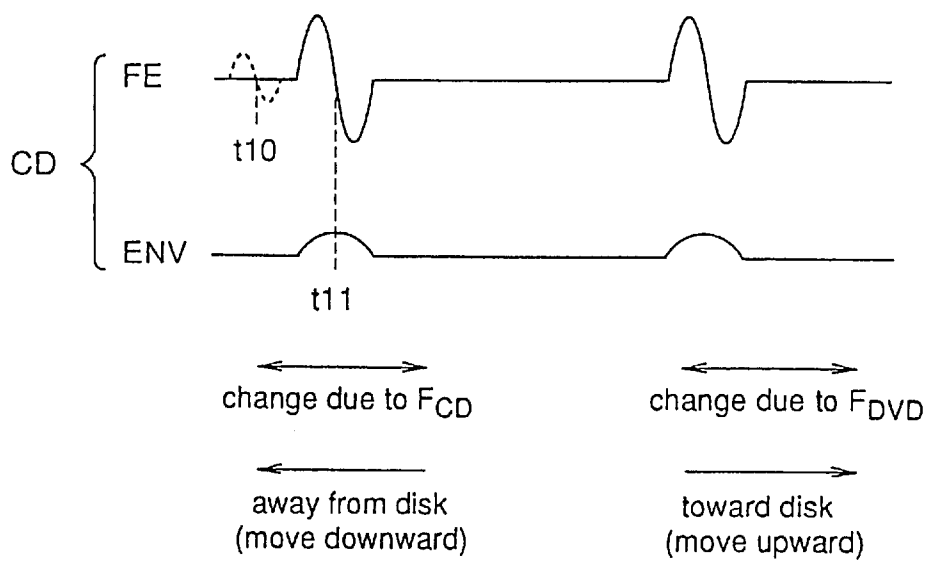 FE
t10
CD
ENV
t11
change due to FCD
change due to FDVD
away from disk
(move downward)
toward disk
(move upward)